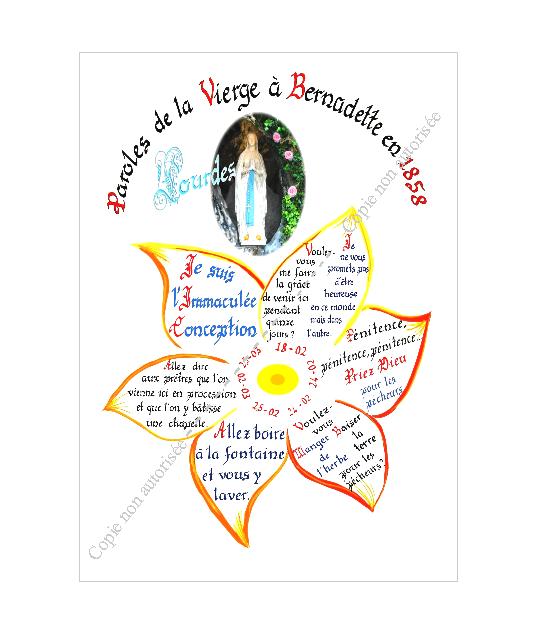 Paroles de la Vierge à Bernadette en 1858
Lourdes
Je suis
l'Immaculée
Conception
Voulez-
vous
me faire
la grâce
de venir ici
pendant
quinze
jours ?
Je
ne vous
promets pas
d'être
heureuse
en ce monde
mais dans
l'autre.
Pénitence,
pénitence, pénitence...
Priez Dieu
pour les
pécheurs
Voulez-
vous
Manger
de
l'herbe
Baiser
la
terre
pour les
pécheurs ?
Allez boire
à la fontaine
et vous y
laver.
Allez dire
aux prêtres que l'on
vienne ici en procession
et que l'on y bâtisse
une chapelle.
18-02
24-02
25-02
02-03
25-03
Copie non autorisée
Copie non autorisée